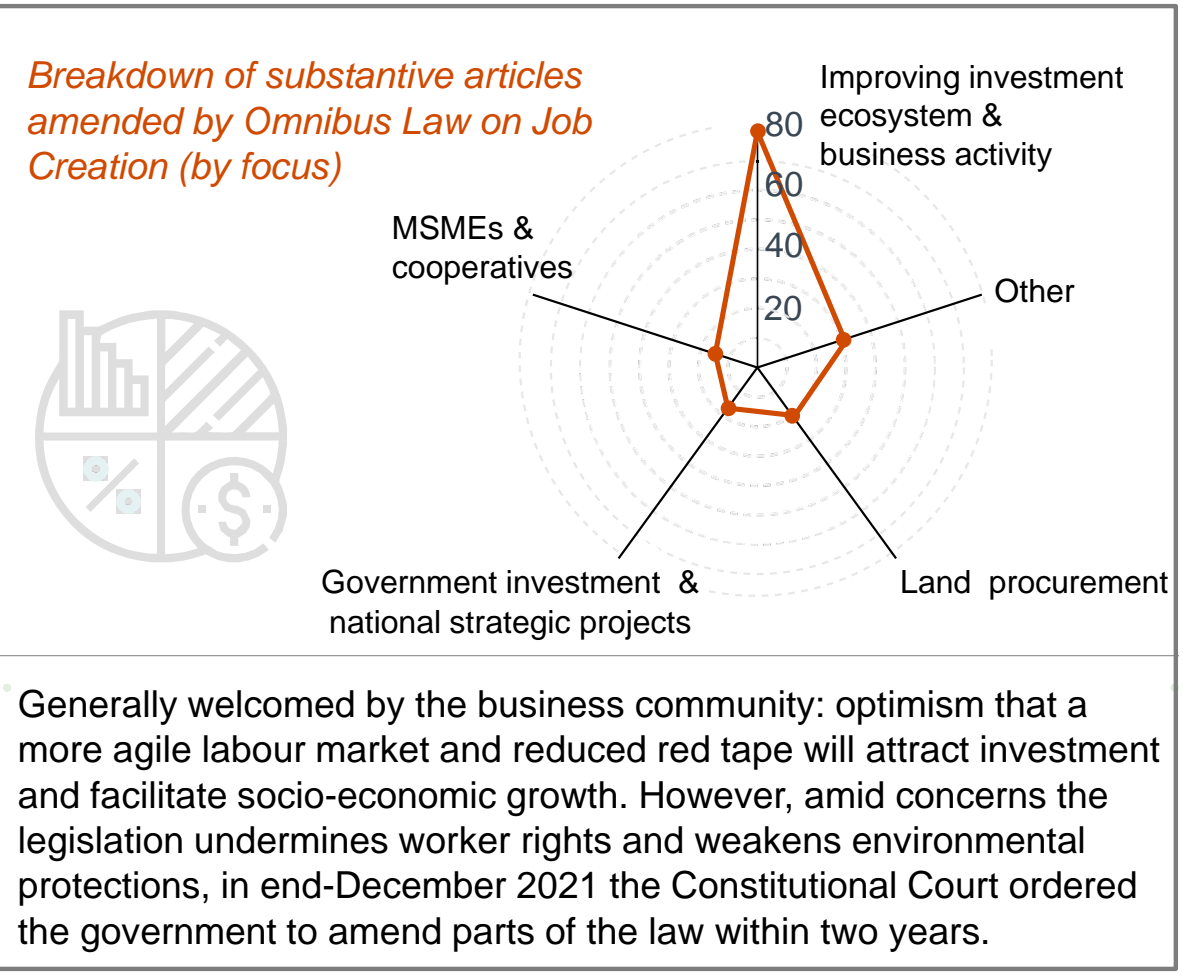 Breakdown of substantive articles
amended by Omnibus Law on Job
Creation (by focus)
Improving investment
ecosystem &
business activity
80
60
40
20
MSMEs &
cooperatives
Other
Government investment &
national strategic projects
Land procurement
%
$
Generally welcomed by the business community: optimism that a
more agile labour market and reduced red tape will attract investment
and facilitate socio-economic growth. However, amid concerns the
legislation undermines worker rights and weakens environmental
protections, in end-December 2021 the Constitutional Court ordered
the government to amend parts of the law within two years.